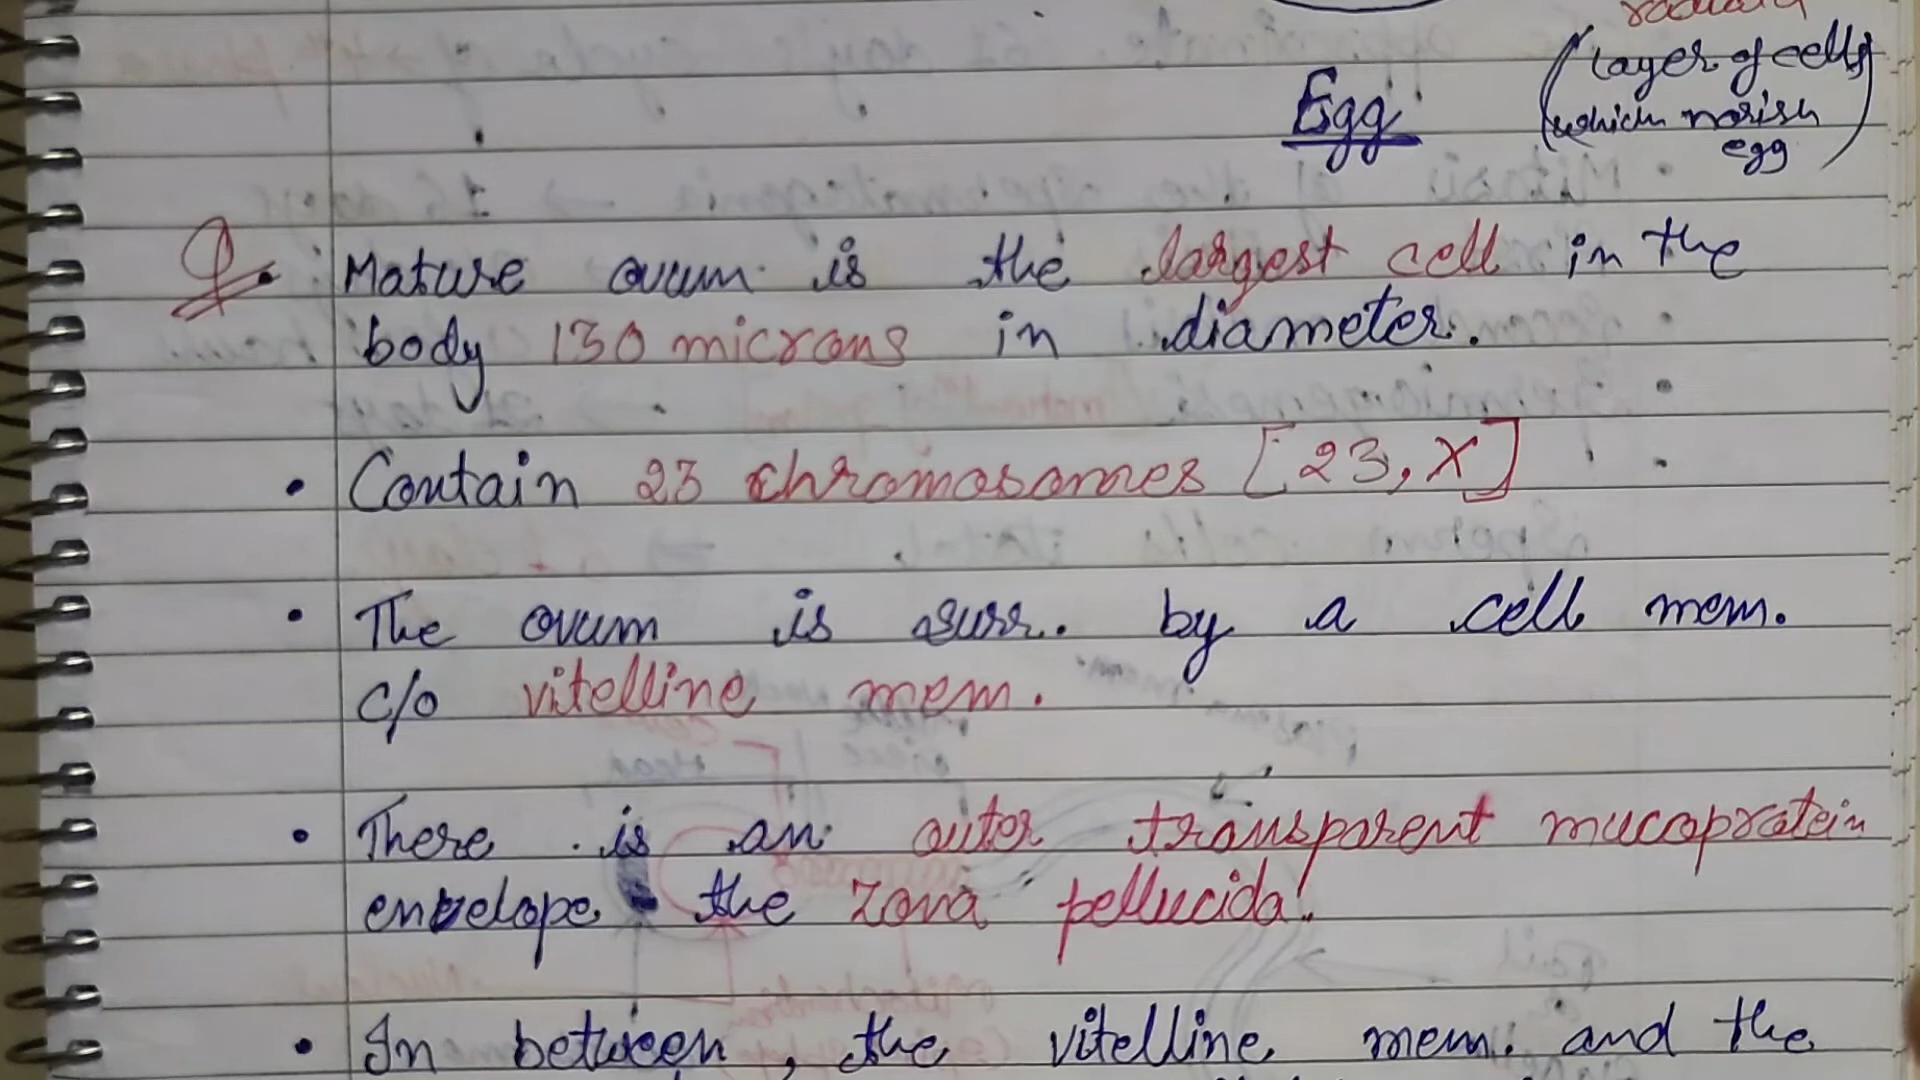 radiata
(layer of cells
Egg
which norish
egg)
Q. Mature ovum is the largest cell in the
body 130 microns in diameter.
• Contain 23 chromosomes [23, X]
• The ovum is surr. by a cell mem.
c/o vitelline mem.
• There is an outer transparent mucoprotein
envelope the zona pellucida.
• In between, the vitelline mem. and the